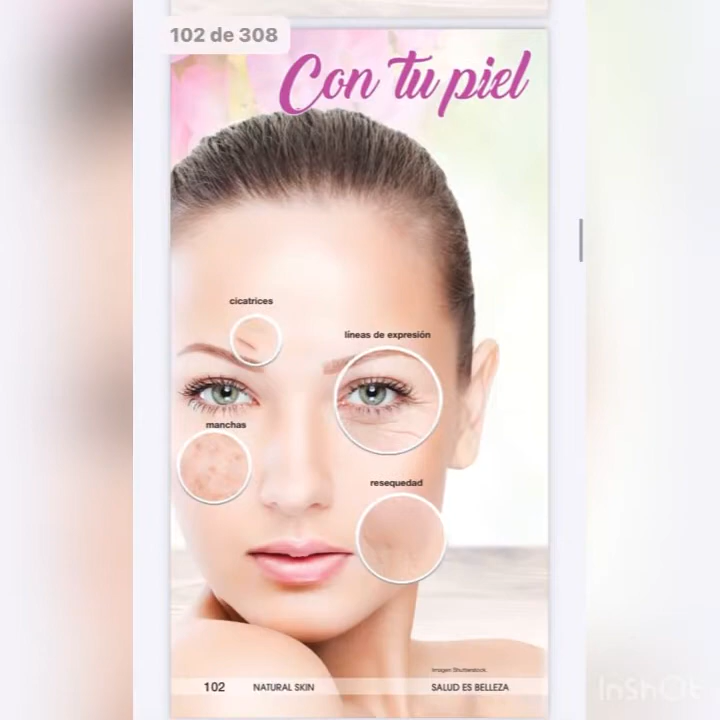 102 de 308
Con tu piel
cicatrices
líneas de expresión
manchas
resequedad
Imagen: Shutterstock.
102 NATURAL SKIN SALUD ES BELLEZA
InShOt